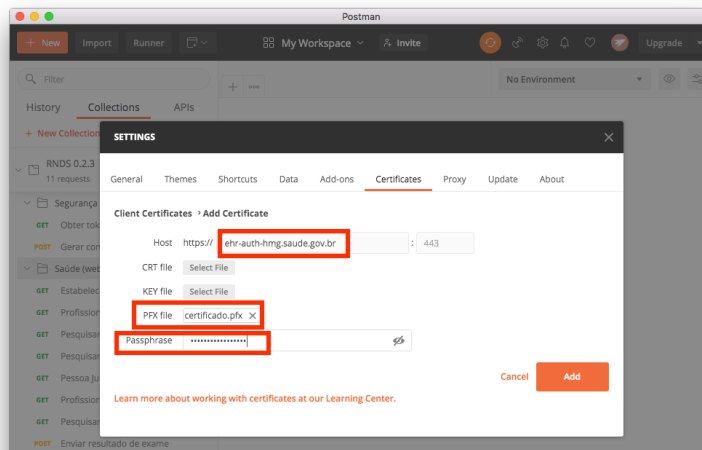 Postman
+ New Import Runner My Workspace Invite Upgrade
Filter
No Environment
History Collections APIs
+ New Collection
SETTINGS
RNDS 0.2.3
11 requests
General Themes Shortcuts Data Add-ons Certificates Proxy Update About
Segurança
Client Certificates > Add Certificate
GET Obter tok
Host https:// ehr-auth-hmg.saude.gov.br : 443
POST Gerar con
CRT file Select File
Saúde (web
KEY file Select File
GET Estabelec
PFX file certificado.pfx ×
GET Profission
Passphrase ••••••••••••••••
GET Pesquisar
GET Pesquisar
Cancel Add
GET Pessoa Ju
Learn more about working with certificates at our Learning Center.
GET Profission
GET Pesquisar
POST Enviar resultado de exame